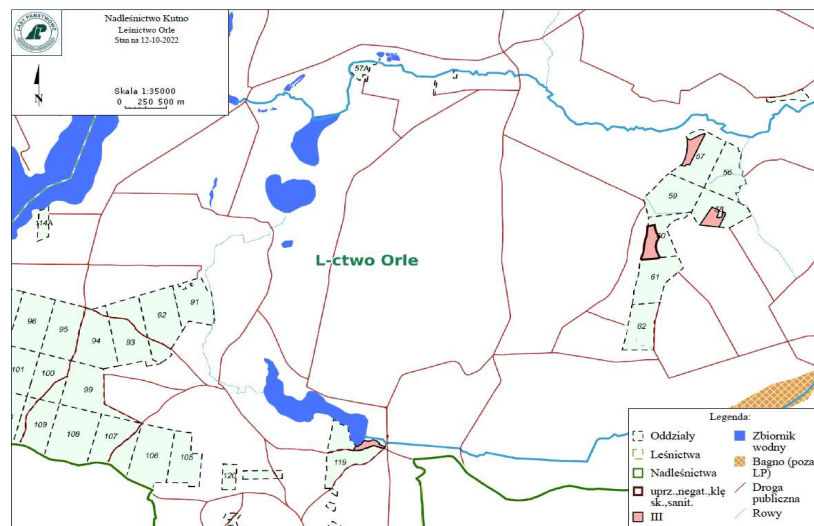 LASY PAŃSTWOWE
Nadleśnictwo Kutno
Leśnictwo Orle
Stan na 12-10-2022
N
Skala 1:35000
0 250 500 m
57A
57
56
59
58
60
61
62
114A
L-ctwo Orle
91
92
93
94
95
96
99
100
101
109
108
107
106
105
120
119
Legenda:
Oddziały
Leśnictwa
Nadleśnictwa
uprz.,negat.,klę
sk.,sanit.
III
Zbiornik
wodny
Bagno (poza
LP)
Droga
publiczna
Rowy